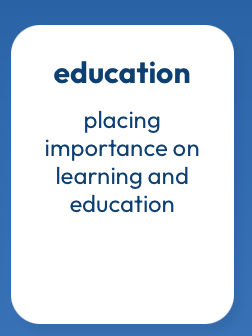 education
placing
importance on
learning and
education